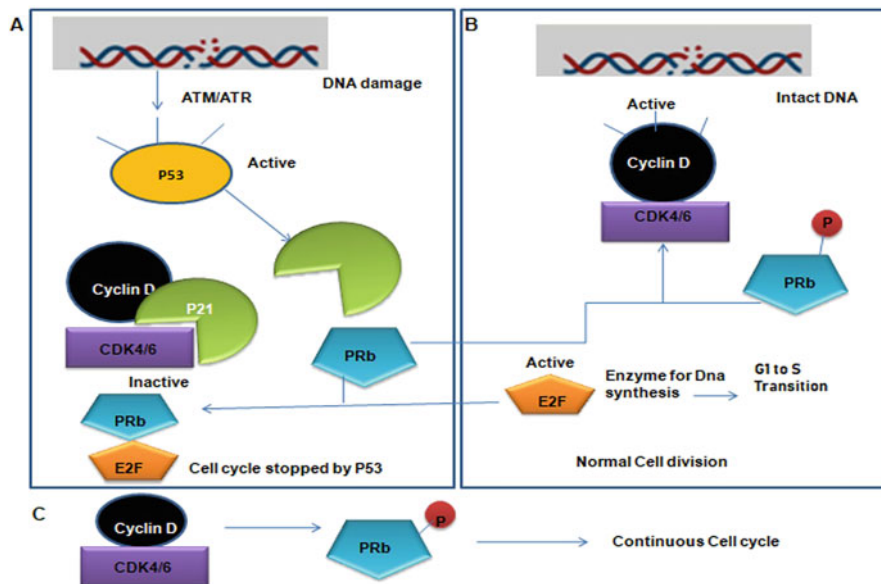 A
DNA damage
ATM/ATR
P53
Active
Cyclin D
P21
CDK4/6
Inactive
PRb
PRb
E2F
Cell cycle stopped by P53
B
Intact DNA
Active
Cyclin D
CDK4/6
P
PRb
Active
E2F
Enzyme for Dna
synthesis
G1 to S
Transition
Normal Cell division
C
Cyclin D
CDK4/6
PRb
P
Continuous Cell cycle